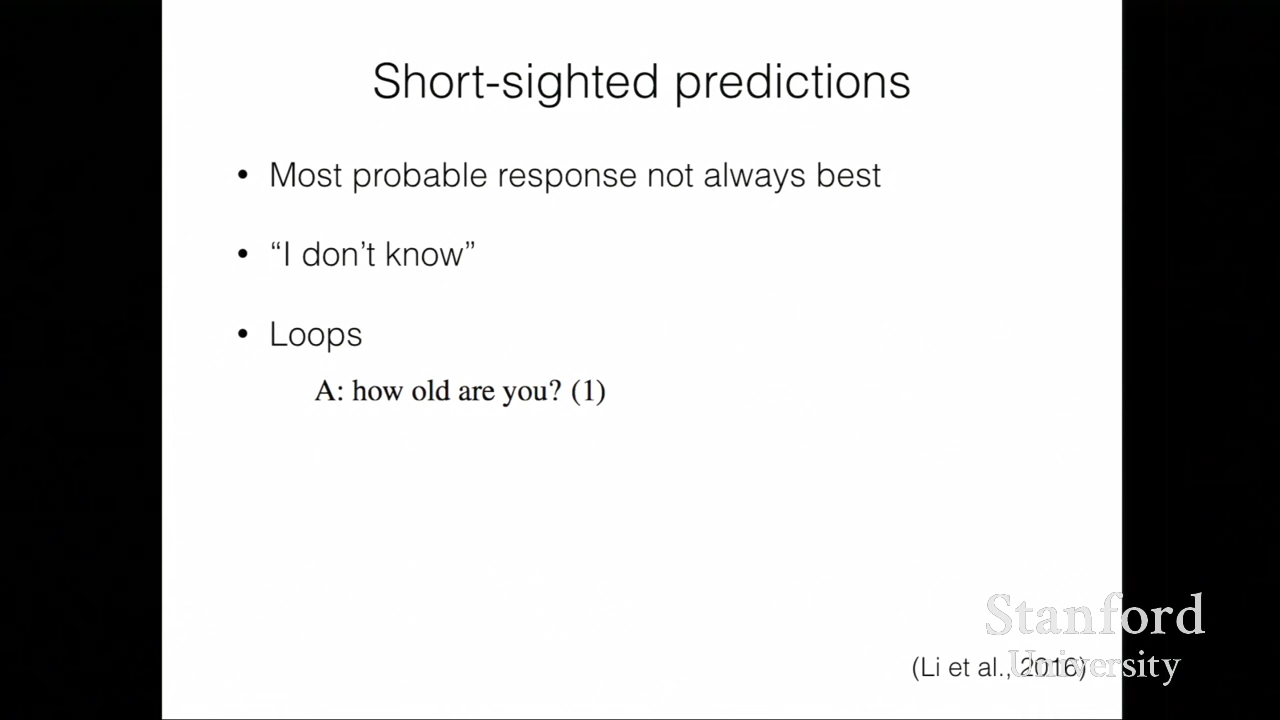 Short-sighted predictions
• Most probable response not always best
• “I don’t know”
• Loops
A: how old are you? (1)
Stanford
University
(Li et al., 2016)